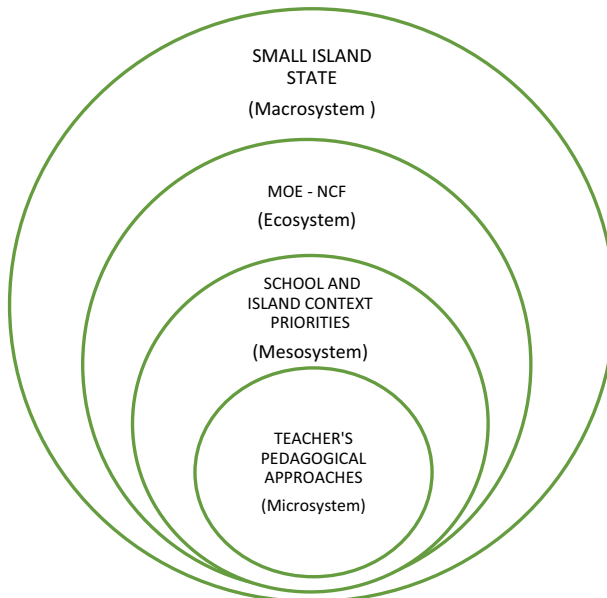 SMALL ISLAND
STATE
(Macrosystem )
MOE - NCF
(Ecosystem)
SCHOOL AND
ISLAND CONTEXT
PRIORITIES
(Mesosystem)
TEACHER'S
PEDAGOGICAL
APPROACHES
(Microsystem)